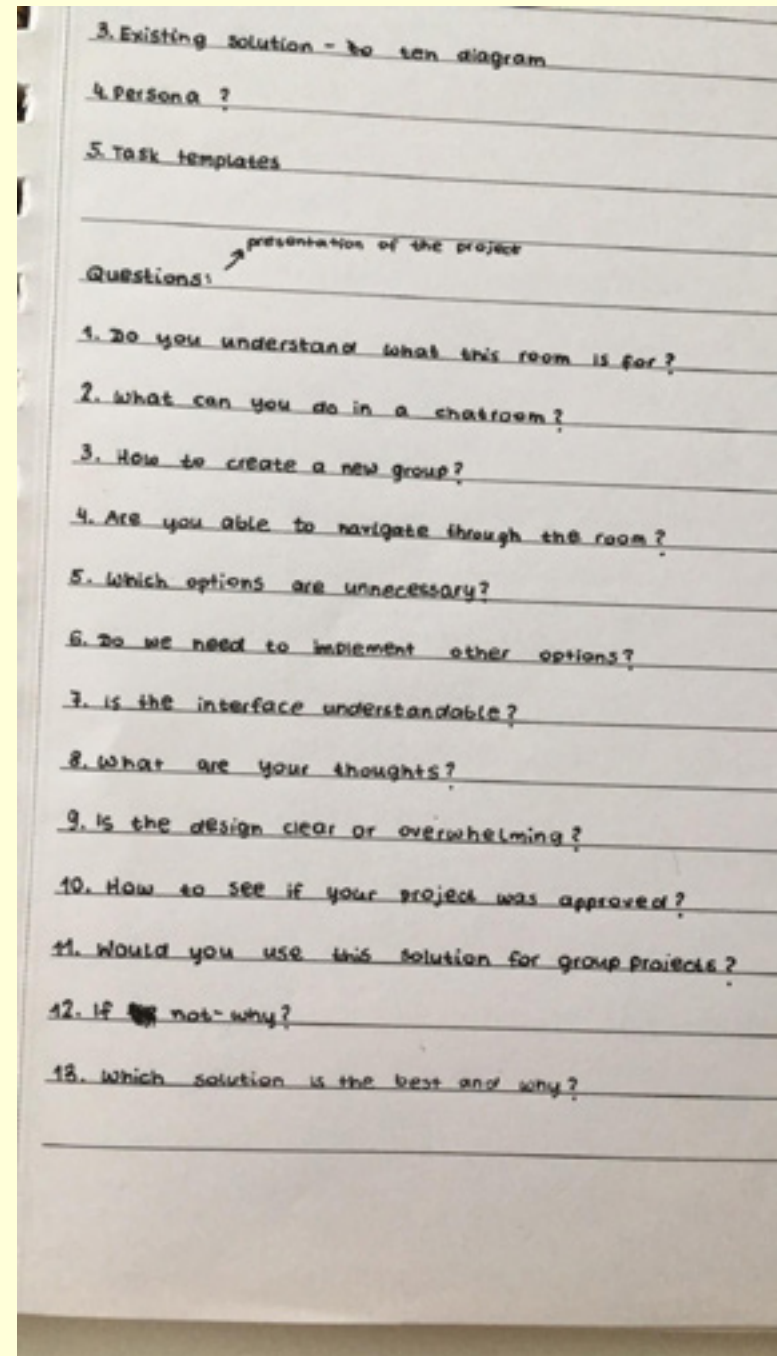 3. Existing solution - to ten diagram
4. Persona ?
5. Task templates
presentation of the project
Questions:
1. Do you understand what this room is for ?
2. What can you do in a chatroom ?
3. How to create a new group ?
4. Are you able to navigate through the room ?
5. Which options are unnecessary ?
6. Do we need to implement other options ?
7. Is the interface understandable ?
8. What are your thoughts ?
9. Is the design clear or overwhelming ?
10. How to see if your project was approved ?
11. Would you use this solution for group projects ?
12. If not - why ?
13. Which solution is the best and why ?